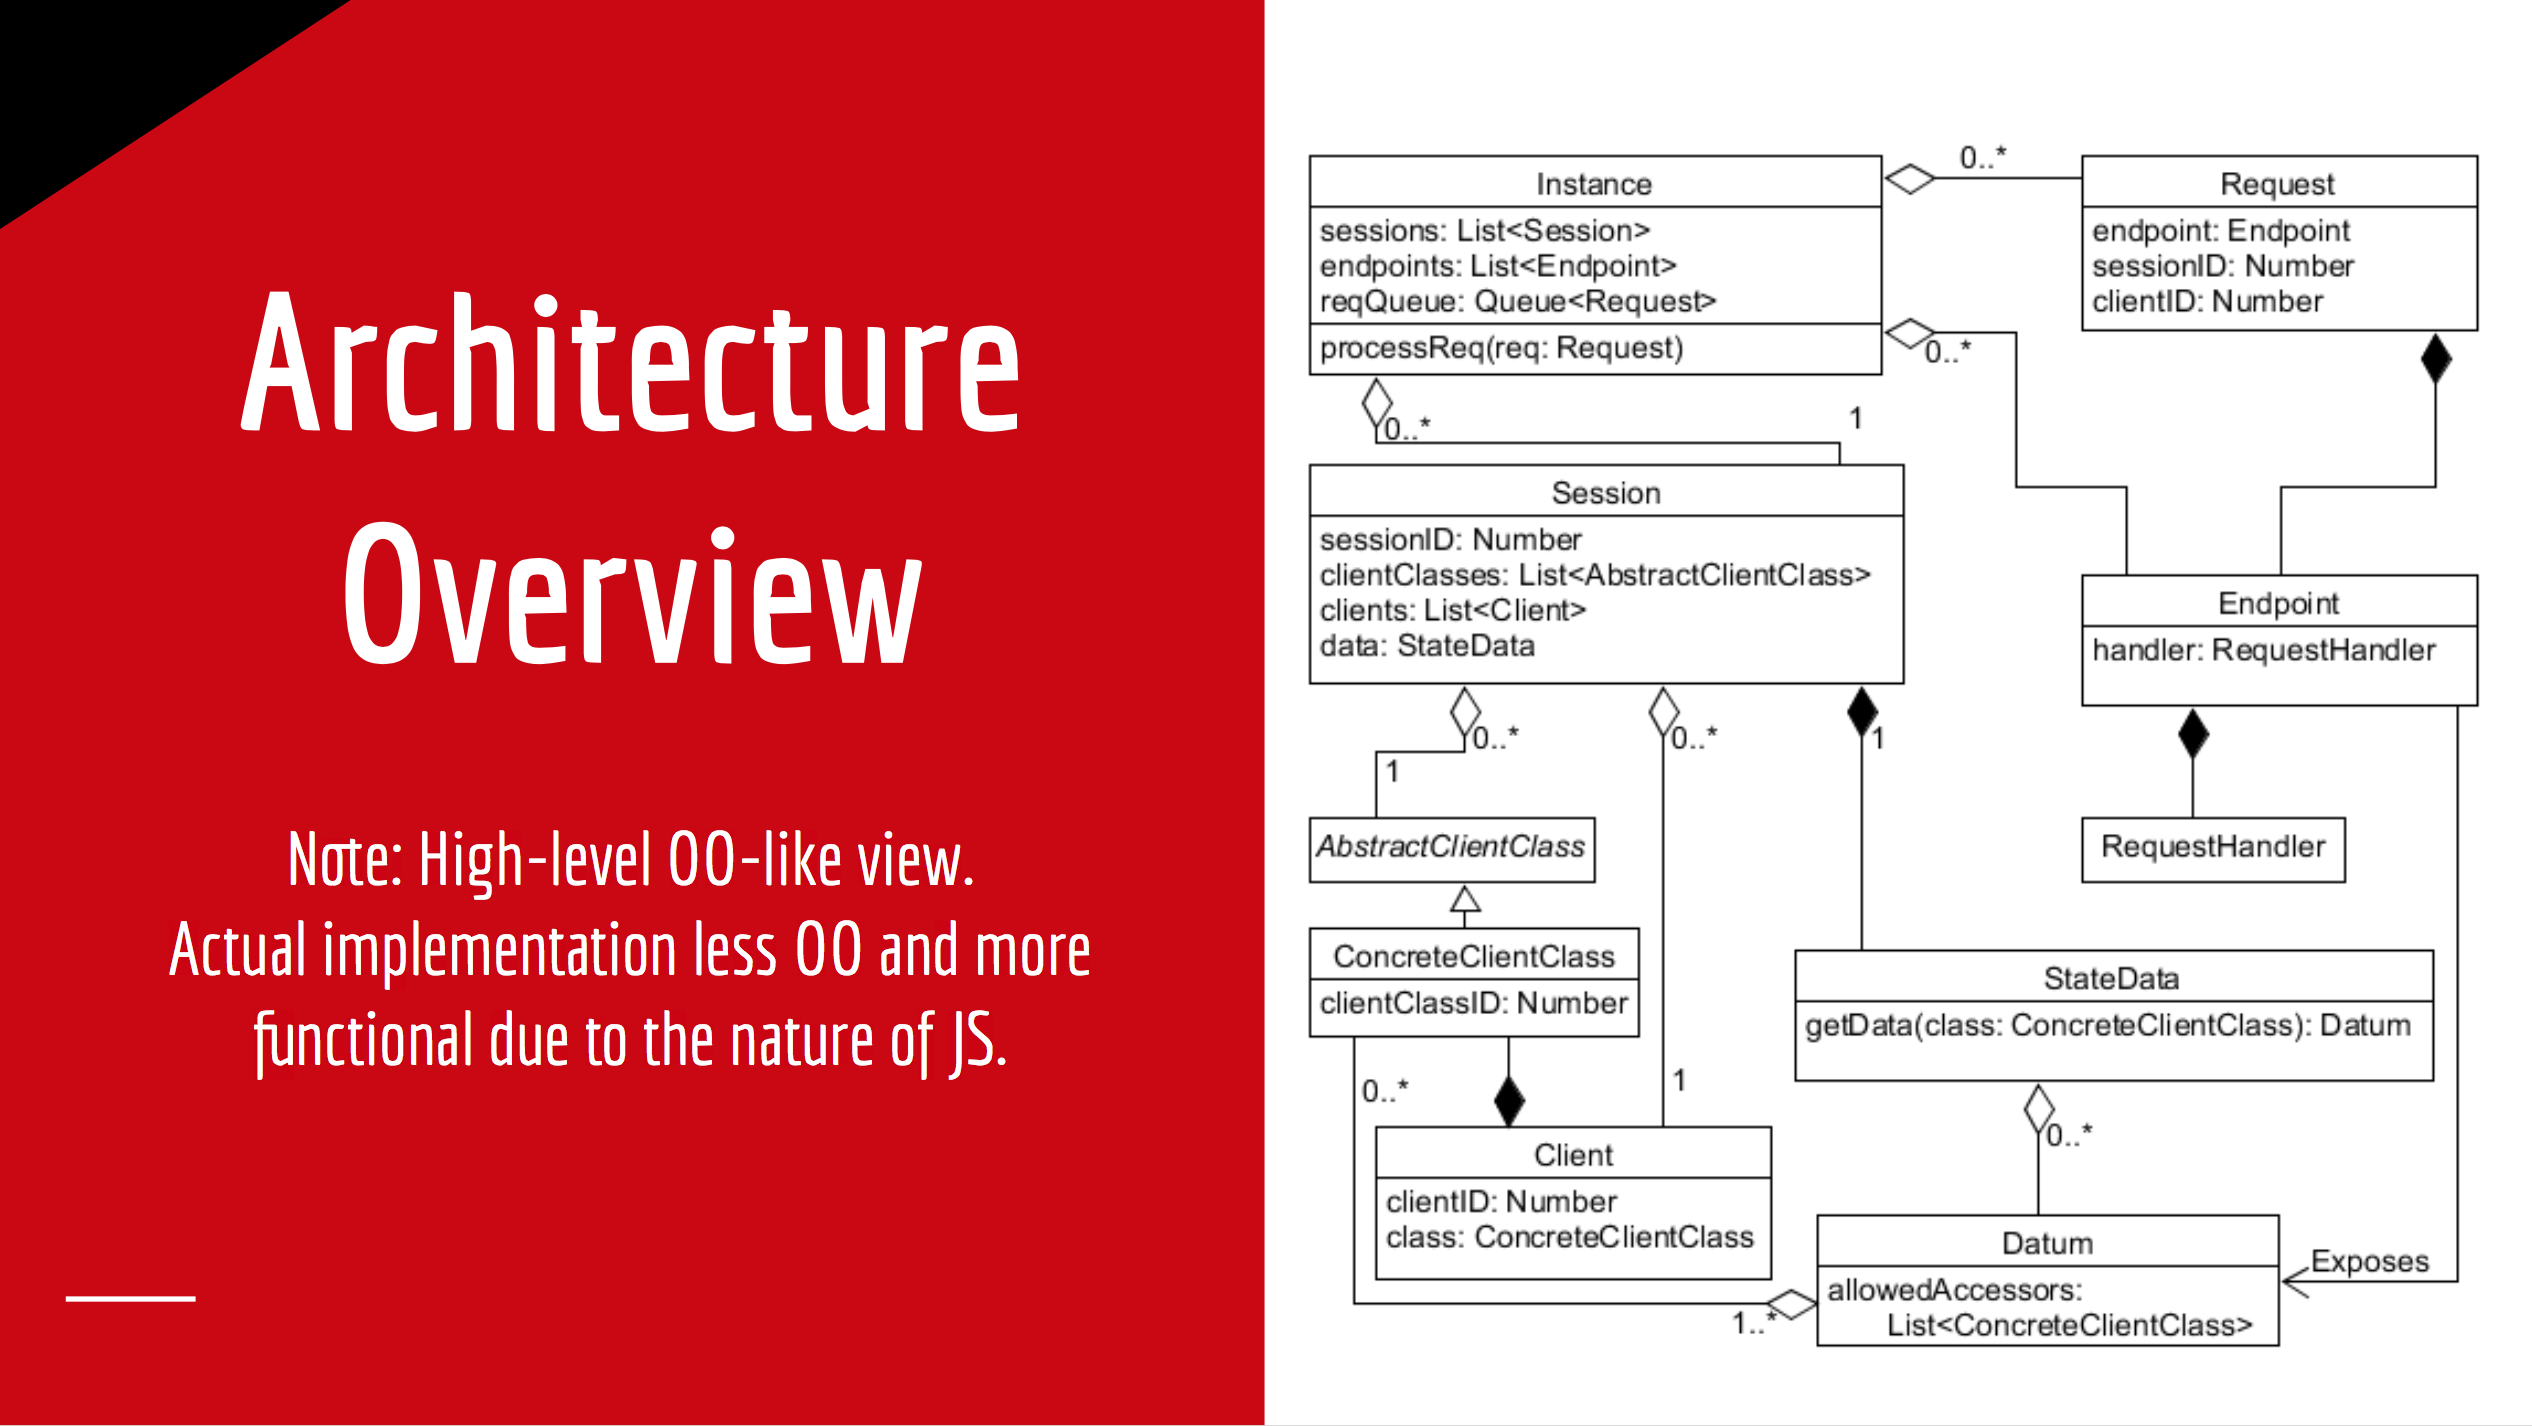 Architecture
Overview
Note: High-level OO-like view.
Actual implementation less OO and more
functional due to the nature of JS.
Instance
sessions: List<Session>
endpoints: List<Endpoint>
reqQueue: Queue<Request>
processReq(req: Request)
0..*
Request
endpoint: Endpoint
sessionID: Number
clientID: Number
0..*
0..*
1
Session
sessionID: Number
clientClasses: List<AbstractClientClass>
clients: List<Client>
data: StateData
Endpoint
handler: RequestHandler
0..*
0..*
1
1
AbstractClientClass
RequestHandler
ConcreteClientClass
clientClassID: Number
StateData
getData(class: ConcreteClientClass): Datum
0..*
1
0..*
Client
clientID: Number
class: ConcreteClientClass
Datum
allowedAccessors:
List<ConcreteClientClass>
Exposes
1..*